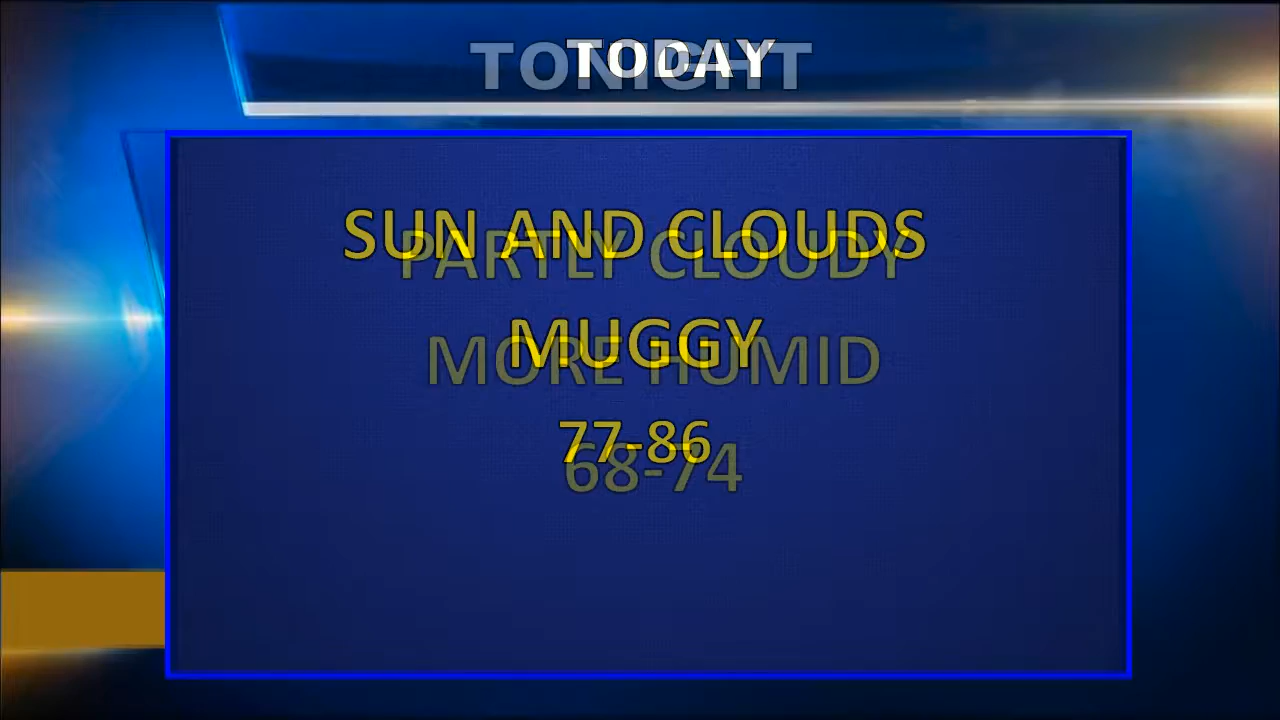 TODAY
TONIGHT
SUN AND CLOUDS
PARTLY CLOUDY
MUGGY
MORE HUMID
77-86
68-74